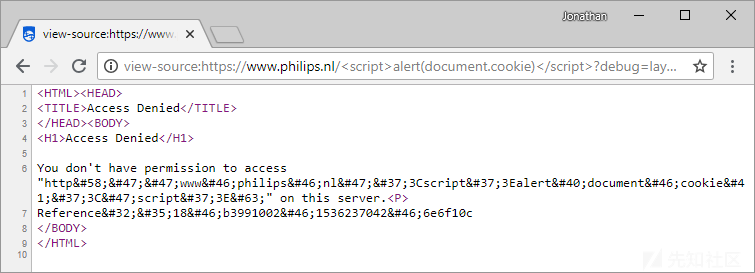 Jonathan
view-source:https://www.
view-source:https://www.philips.nl/<script>alert(document.cookie)</script>?debug=lay...
1 <HTML><HEAD>
2 <TITLE>Access Denied</TITLE>
3 </HEAD><BODY>
4 <H1>Access Denied</H1>
5
6 You don't have permission to access
"http&#58;&#47;&#47;www&#46;philips&#46;nl&#47;&#37;3Cscript&#37;3Ealert&#40;document&#46;cookie&#4
1;&#37;3C&#47;script&#37;3E&#63;" on this server.<P>
7 Reference&#32;&#35;18&#46;b3991002&#46;1536237042&#46;6e6f10c
8 </BODY>
9 </HTML>
10
先知社区